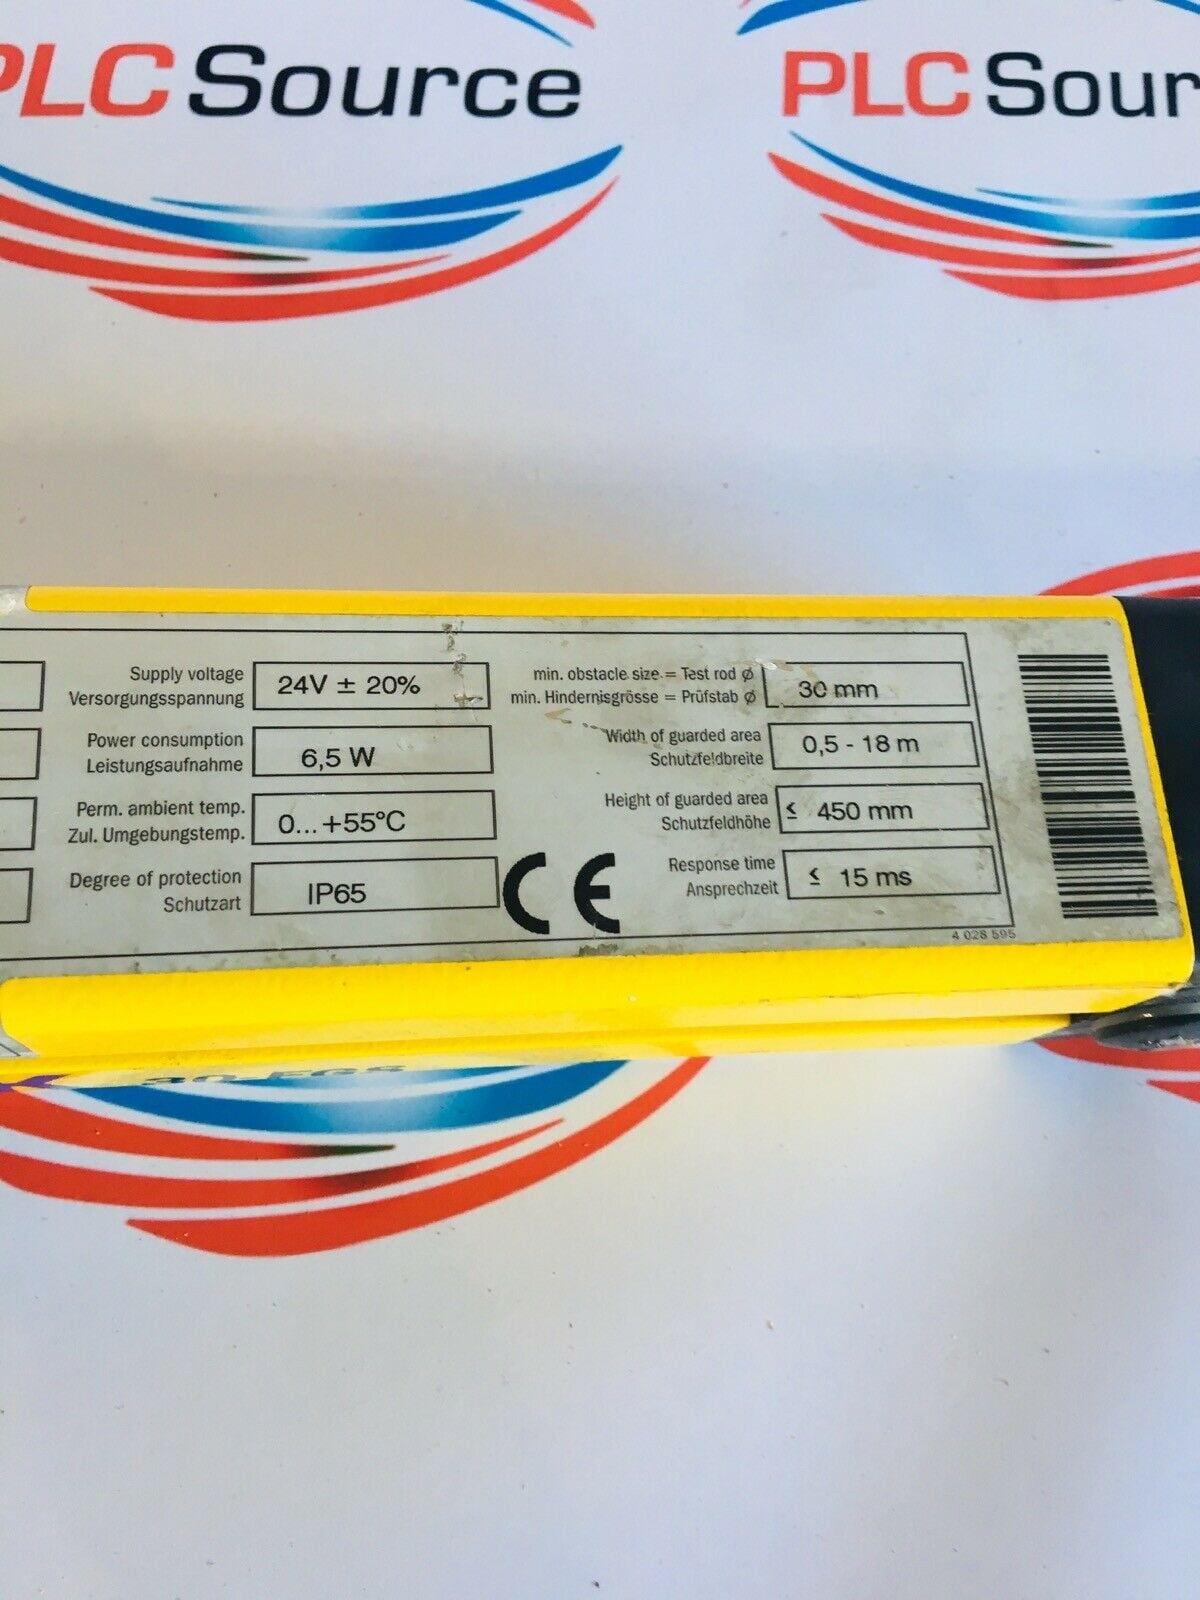 PLC Source
PLC Sour
Supply voltage
Versorgungsspannung
24V ± 20%
Power consumption
Leistungsaufnahme
6,5 W
Perm. ambient temp.
Zul. Umgebungstemp.
0...+55°C
Degree of protection
Schutzart
IP65
CE
min. obstacle size = Test rod ø
min. Hindernisgrösse = Prüfstab ø
30 mm
Width of guarded area
Schutzfeldbreite
0,5 - 18 m
Height of guarded area
Schutzfeldhöhe
≤ 450 mm
Response time
Ansprechzeit
≤ 15 ms
4 028 595